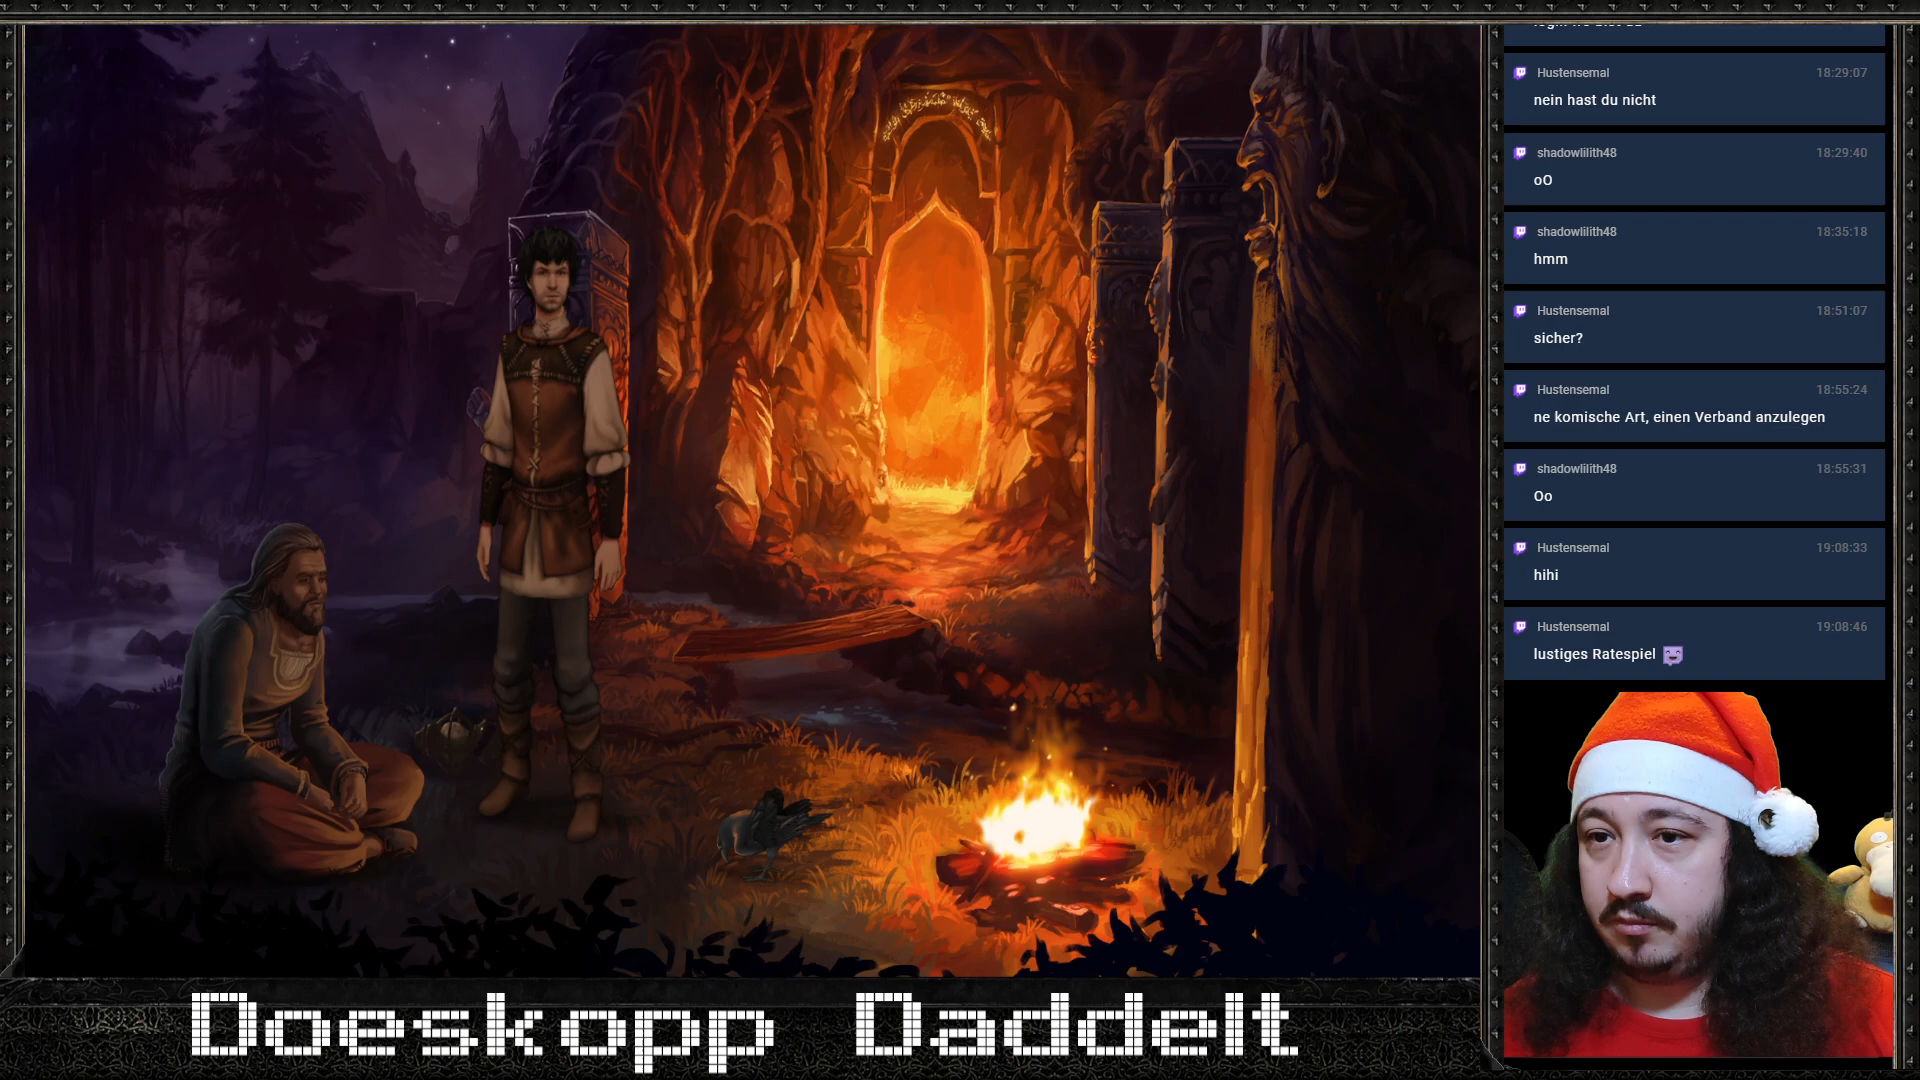 Hustensemal 18:29:07
nein hast du nicht
shadowlilith48 18:29:40
oO
shadowlilith48 18:35:18
hmm
Hustensemal 18:51:07
sicher?
Hustensemal 18:55:24
ne komische Art, einen Verband anzulegen
shadowlilith48 18:55:31
Oo
Hustensemal 19:08:33
hihi
Hustensemal 19:08:46
lustiges Ratespiel
Doeskopp Daddelt